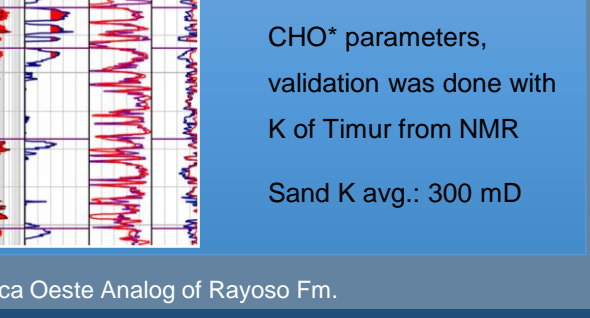 CHO* parameters,
validation was done with
K of Timur from NMR
Sand K avg.: 300 mD
ca Oeste Analog of Rayoso Fm.